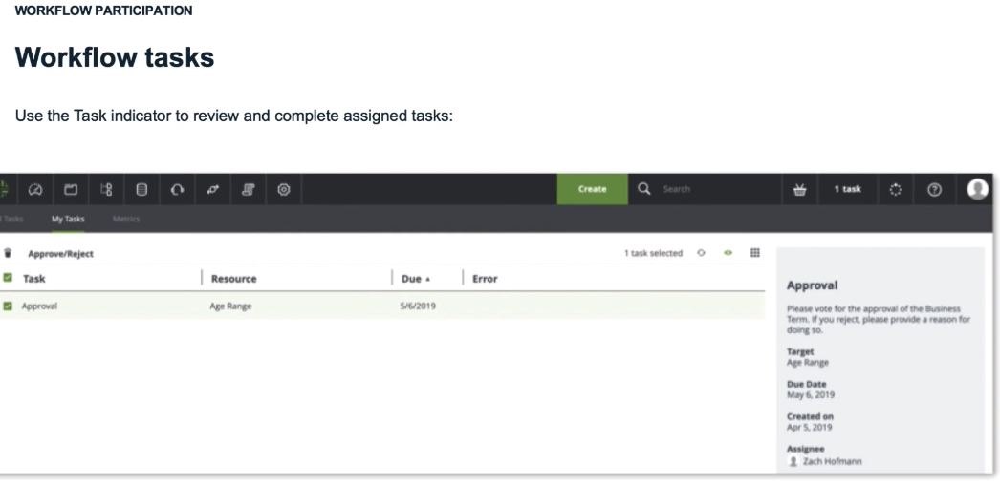 WORKFLOW PARTICIPATION
Workflow tasks
Use the Task indicator to review and complete assigned tasks:
Create
Search
1 task
Tasks
My Tasks
Metrics
Approve/Reject
1 task selected
Task
Resource
Due
Error
Approval
Age Range
5/6/2019
Approval
Please vote for the approval of the Business
Term. If you reject, please provide a reason for
doing so.
Target
Age Range
Due Date
May 6, 2019
Created on
Apr 5, 2019
Assignee
Zach Hofmann